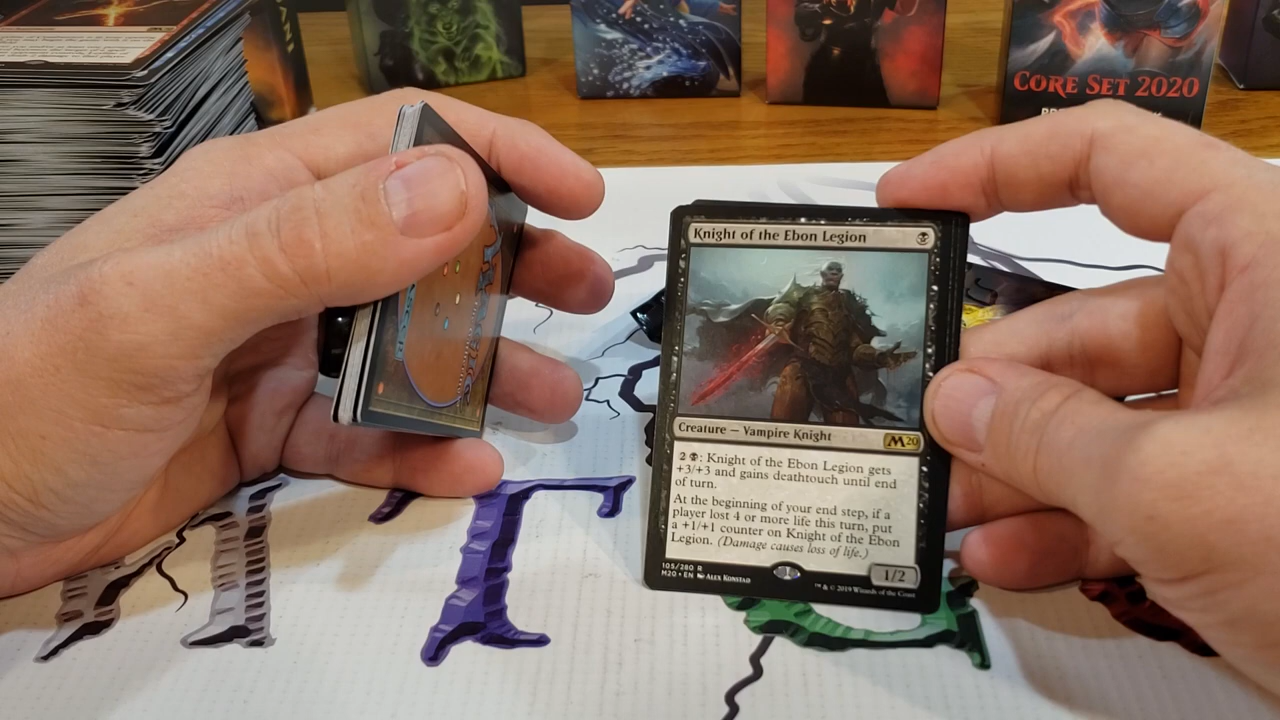 CORE SET 2020
Knight of the Ebon Legion
Creature — Vampire Knight
M20
2 : Knight of the Ebon Legion gets
+3/+3 and gains deathtouch until end
of turn.
At the beginning of your end step, if a
player lost 4 or more life this turn, put
a +1/+1 counter on Knight of the Ebon
Legion. (Damage causes loss of life.)
1/2
105/280 R
M20 • EN ALEX KONSTAD
™ & © 2019 Wizards of the Coast